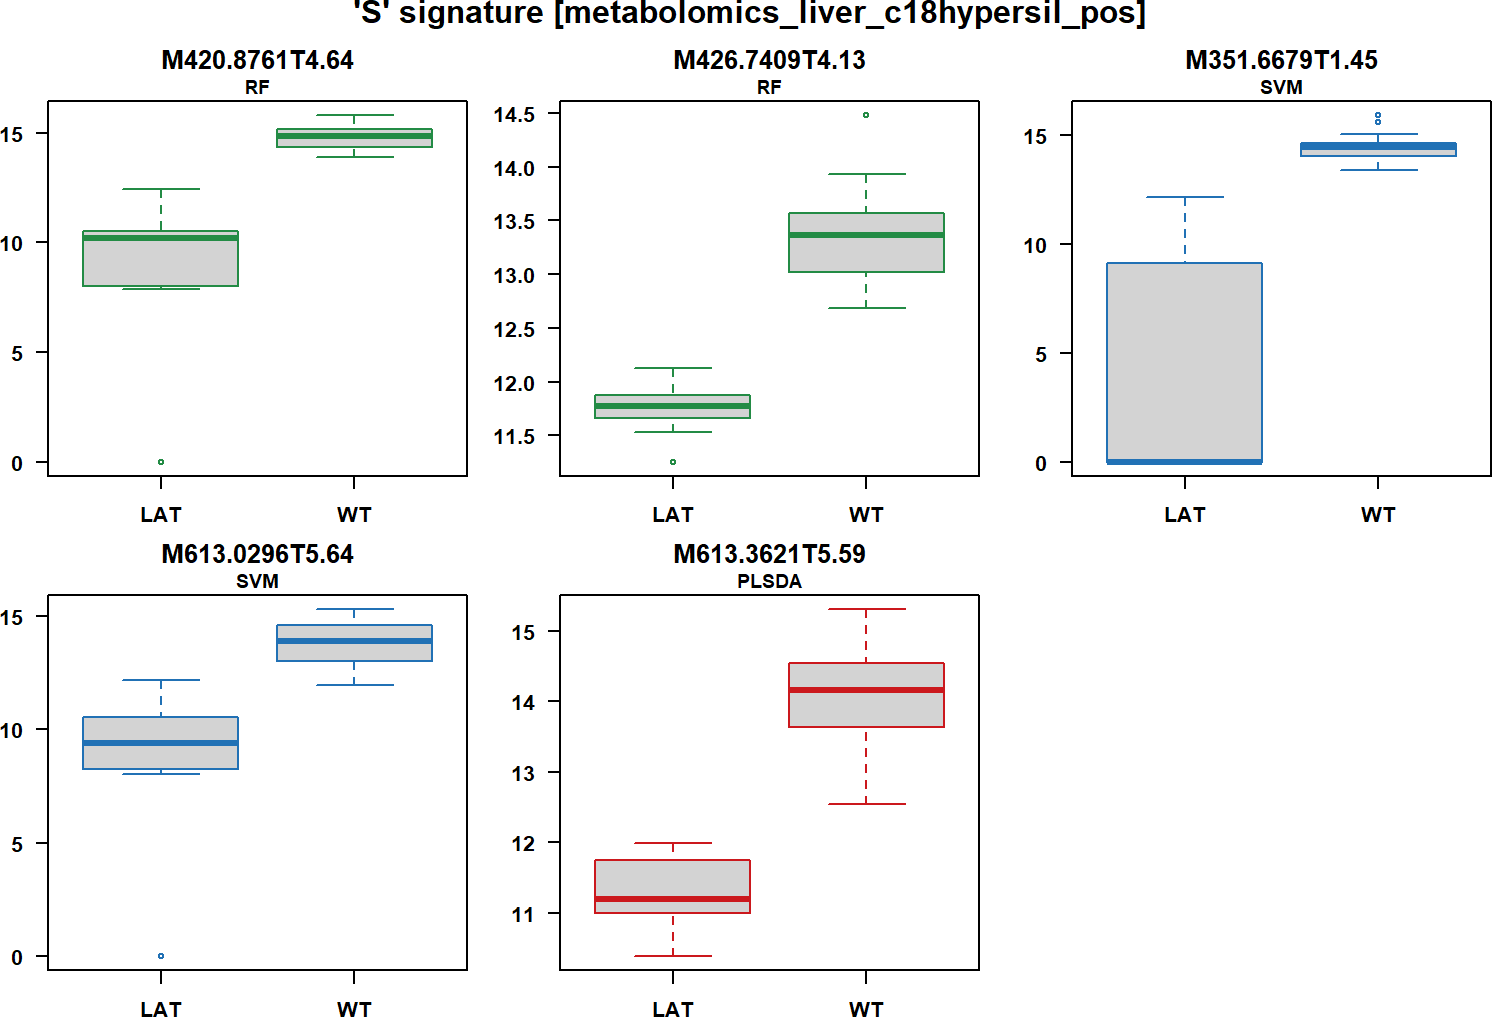 'S' signature [metabolomics_liver_c18hypersil_pos]
M420.8761T4.64
RF
15
10
5
0
LAT WT
M426.7409T4.13
RF
14.5
14.0
13.5
13.0
12.5
12.0
11.5
LAT WT
M351.6679T1.45
SVM
15
10
5
0
LAT WT
M613.0296T5.64
SVM
15
10
5
0
LAT WT
M613.3621T5.59
PLSDA
15
14
13
12
11
LAT WT